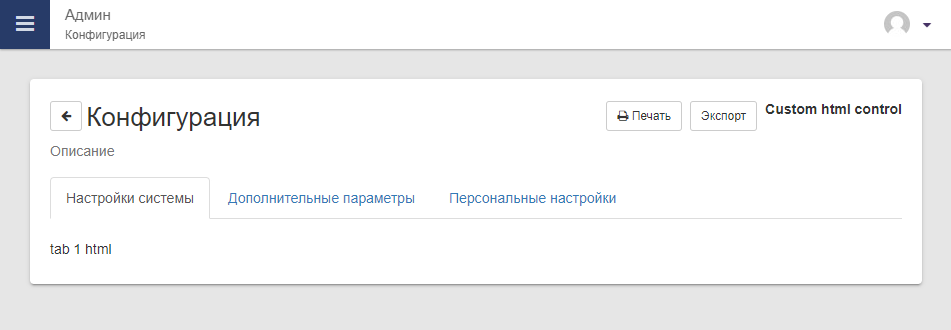 Админ
Конфигурация
Конфигурация
Печать Экспорт Custom html control
Описание
Настройки системы Дополнительные параметры Персональные настройки
tab 1 html